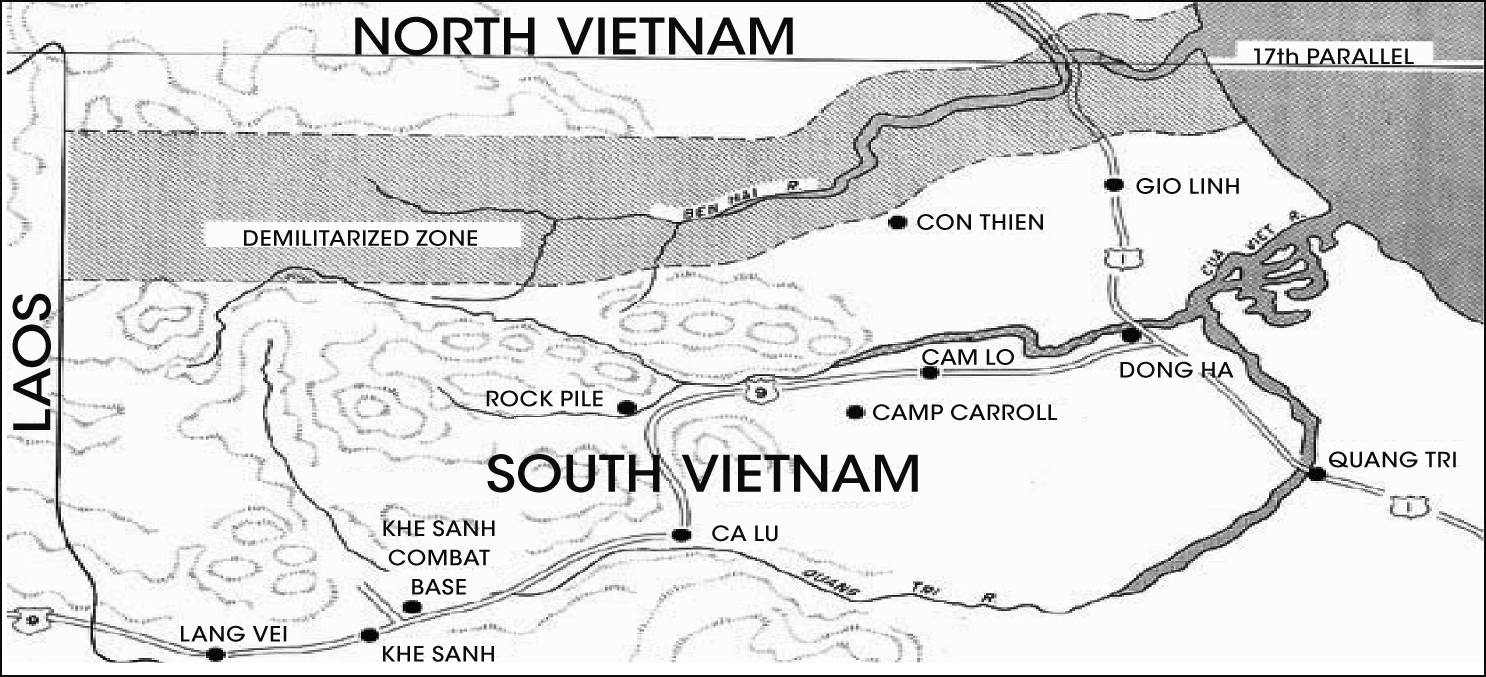 NORTH VIETNAM
17th PARALLEL
GIO LINH
BEN HAI R.
CON THIEN
DEMILITARIZED ZONE
CUA VIET R.
1
LAOS
CAM LO
DONG HA
9
ROCK PILE
CAMP CARROLL
SOUTH VIETNAM
QUANG TRI
1
KHE SANH
COMBAT
BASE
CA LU
QUANG TRI R.
9
LANG VEI
KHE SANH